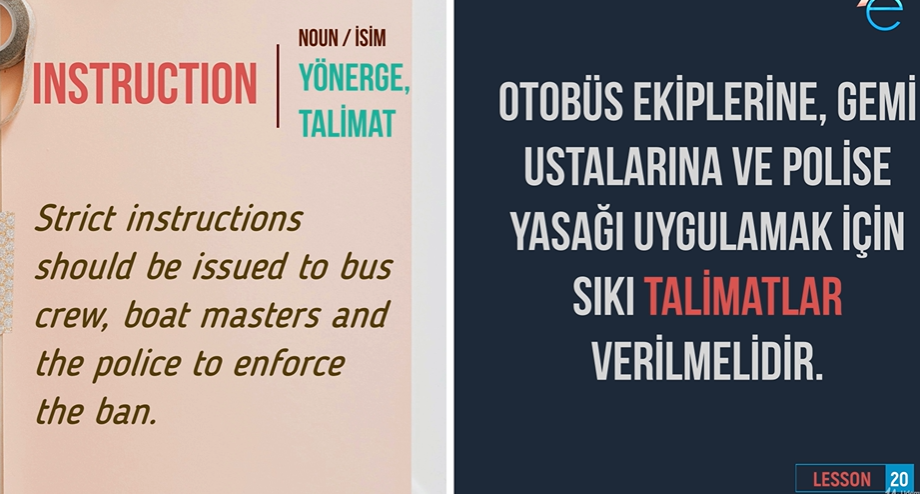 INSTRUCTION
NOUN / İSİM
YÖNERGE,
TALİMAT
Strict instructions
should be issued to bus
crew, boat masters and
the police to enforce
the ban.
OTOBÜS EKİPLERİNE, GEMİ
USTALARINA VE POLİSE
YASAĞI UYGULAMAK İÇİN
SIKI TALİMATLAR
VERİLMELİDİR.
LESSON 20